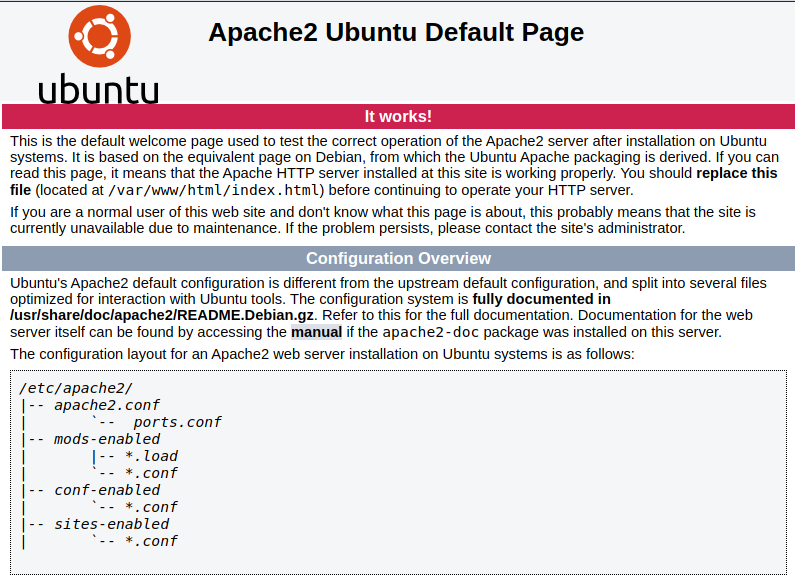 ubuntu
Apache2 Ubuntu Default Page
It works!
This is the default welcome page used to test the correct operation of the Apache2 server after installation on Ubuntu
systems. It is based on the equivalent page on Debian, from which the Ubuntu Apache packaging is derived. If you can
read this page, it means that the Apache HTTP server installed at this site is working properly. You should replace this
file (located at /var/www/html/index.html) before continuing to operate your HTTP server.
If you are a normal user of this web site and don't know what this page is about, this probably means that the site is
currently unavailable due to maintenance. If the problem persists, please contact the site's administrator.
Configuration Overview
Ubuntu's Apache2 default configuration is different from the upstream default configuration, and split into several files
optimized for interaction with Ubuntu tools. The configuration system is fully documented in
/usr/share/doc/apache2/README.Debian.gz. Refer to this for the full documentation. Documentation for the web
server itself can be found by accessing the manual if the apache2-doc package was installed on this server.
The configuration layout for an Apache2 web server installation on Ubuntu systems is as follows:
/etc/apache2/
|-- apache2.conf
|       `--  ports.conf
|-- mods-enabled
|       |-- *.load
|       `-- *.conf
|-- conf-enabled
|       `-- *.conf
|-- sites-enabled
|       `-- *.conf